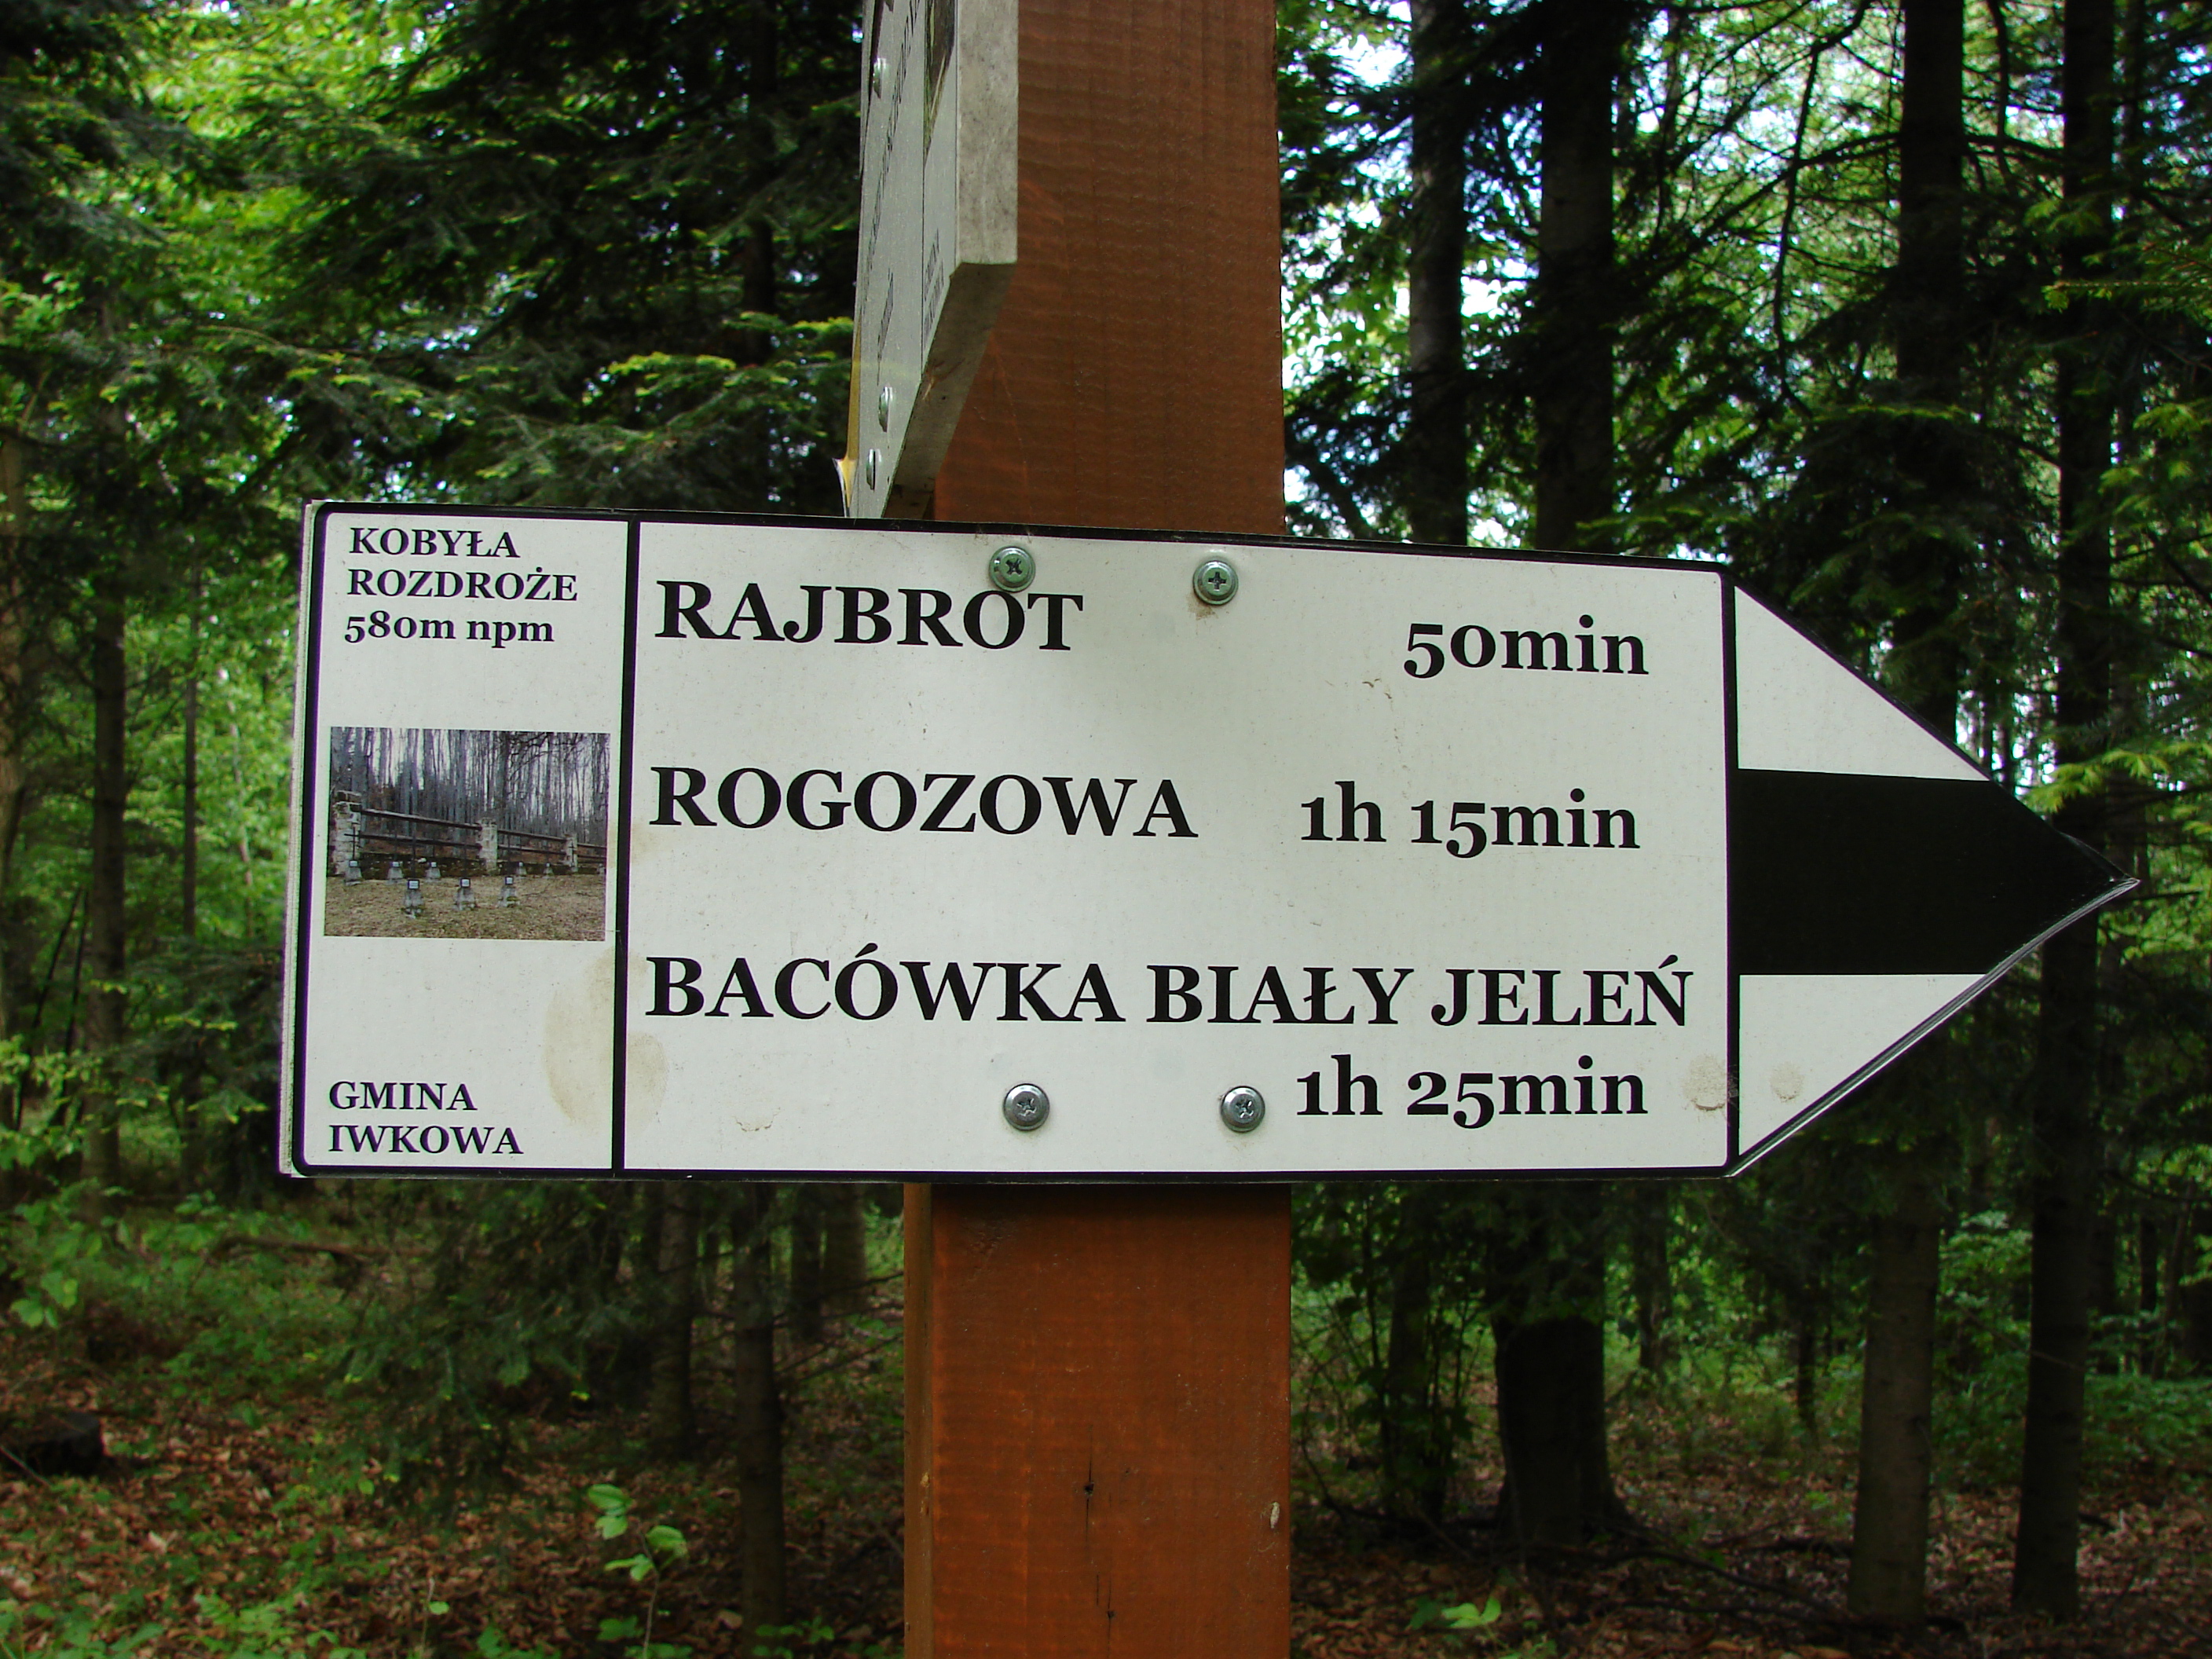 KOBYŁA
ROZDROŻE
580m npm
GMINA
IWKOWA
RAJBROT 50min
ROGOZOWA 1h 15min
BACÓWKA BIAŁY JELEŃ
1h 25min